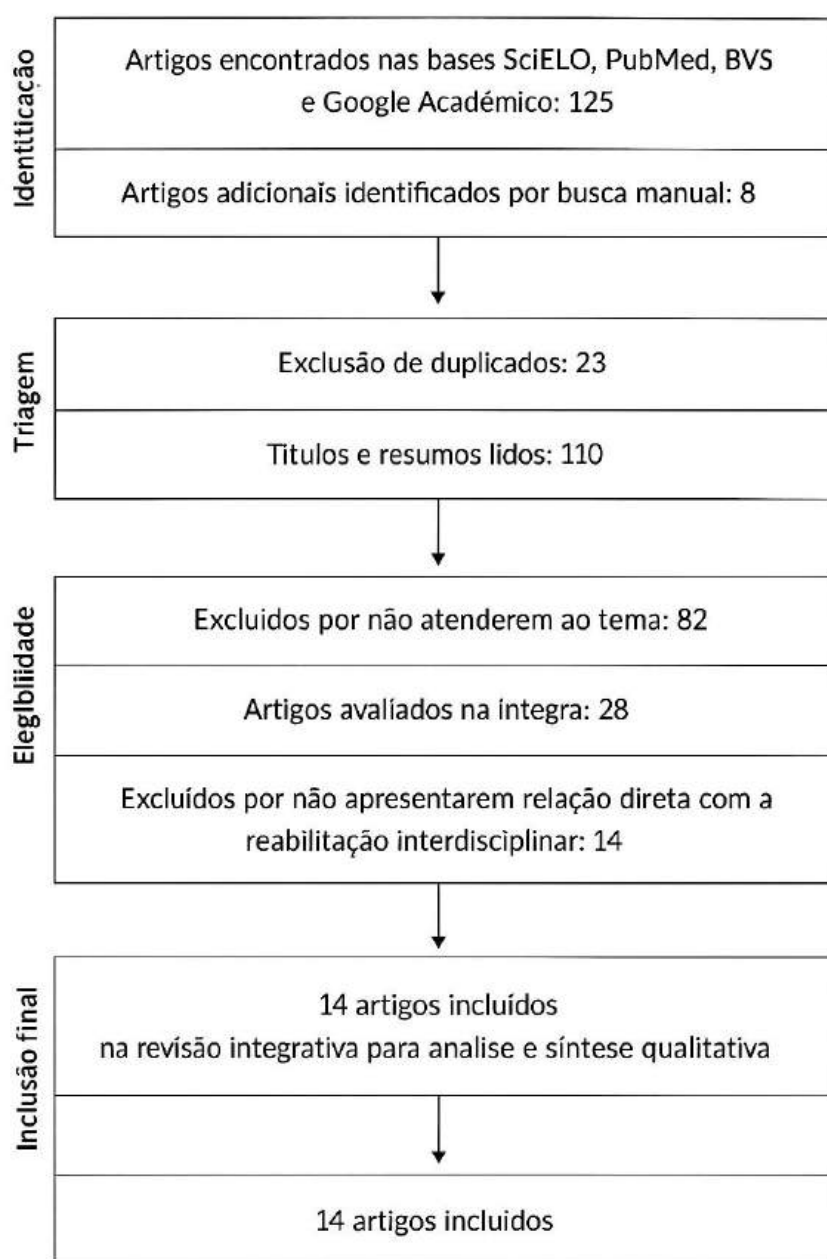 Identiticação
Artigos encontrados nas bases SciELO, PubMed, BVS
e Google Académico: 125
Artigos adicionais identificados por busca manual: 8
Triagem
Exclusão de duplicados: 23
Titulos e resumos lidos: 110
Eleglbliidade
Excluidos por não atenderem ao tema: 82
Artigos avaliados na integra: 28
Excluídos por não apresentarem relação direta com a
reabilitação interdisciplinar: 14
Inclusão final
14 artigos incluídos
na revisão integrativa para analise e síntese qualitativa
14 artigos incluidos